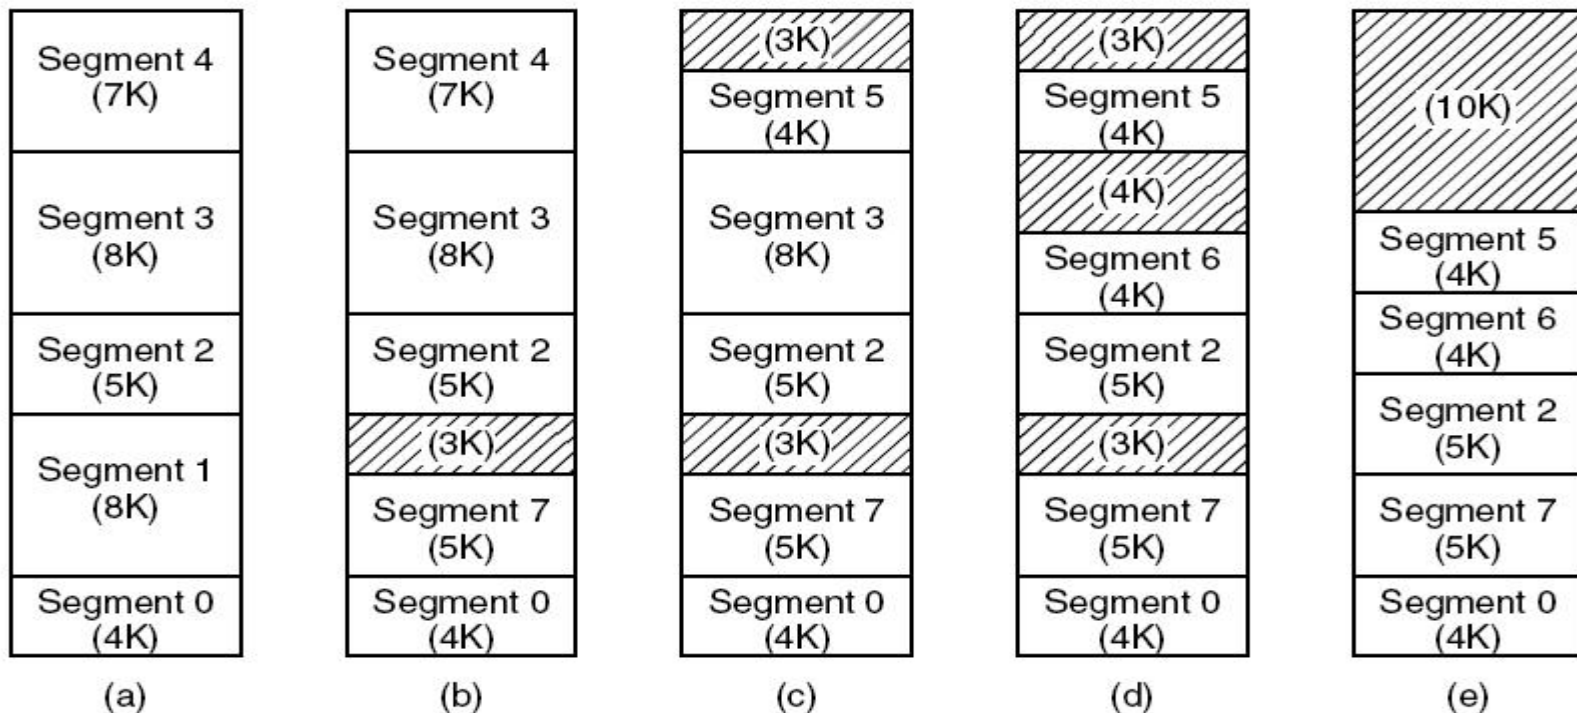 Segment 4
(7K)
Segment 3
(8K)
Segment 2
(5K)
Segment 1
(8K)
Segment 0
(4K)
(a)
Segment 4
(7K)
Segment 3
(8K)
Segment 2
(5K)
(3K)
Segment 7
(5K)
Segment 0
(4K)
(b)
(3K)
Segment 5
(4K)
Segment 3
(8K)
Segment 2
(5K)
(3K)
Segment 7
(5K)
Segment 0
(4K)
(c)
(3K)
Segment 5
(4K)
(4K)
Segment 6
(4K)
Segment 2
(5K)
(3K)
Segment 7
(5K)
Segment 0
(4K)
(d)
(10K)
Segment 5
(4K)
Segment 6
(4K)
Segment 2
(5K)
Segment 7
(5K)
Segment 0
(4K)
(e)